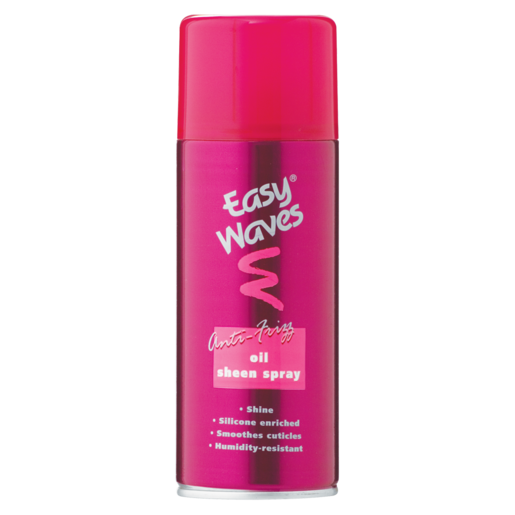 Easy®
Waves
Anti-Frizz
oil
sheen spray
• Shine
• Silicone enriched
• Smoothes cuticles
• Humidity-resistant